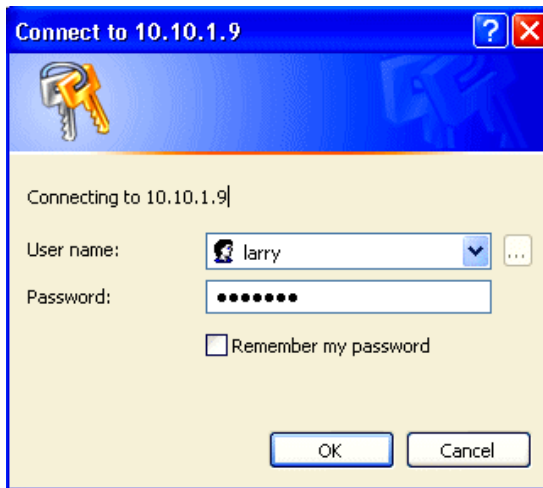 Connect to 10.10.1.9
Connecting to 10.10.1.9
User name:
larry
...
Password:
•••••••
Remember my password
OK
Cancel